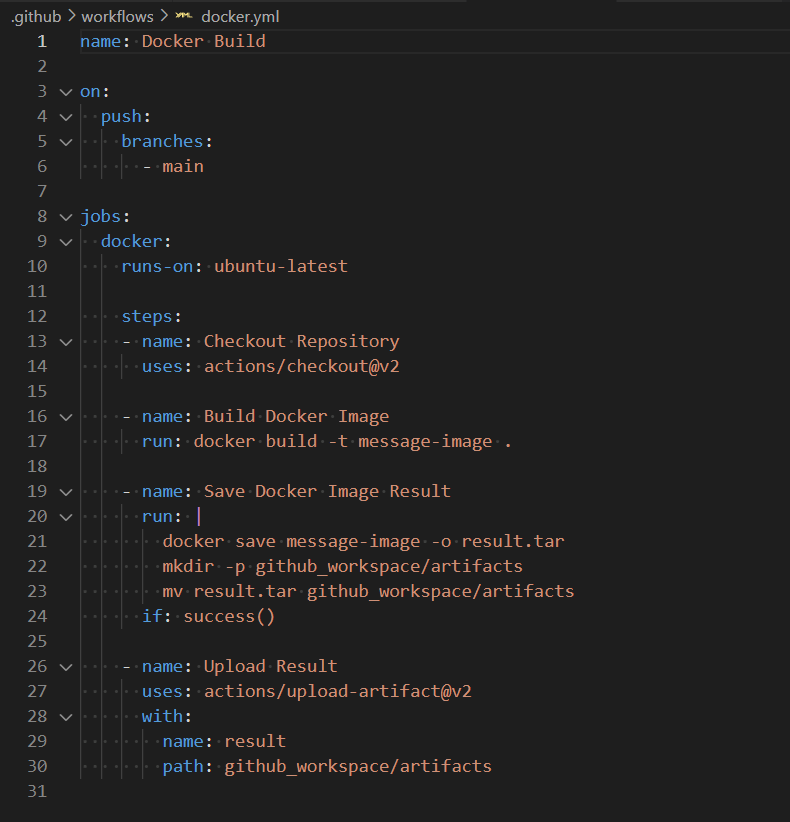 .github > workflows > docker.yml
1 name: Docker Build
2
3 on:
4 push:
5 branches:
6 - main
7
8 jobs:
9 docker:
10 runs-on: ubuntu-latest
11
12 steps:
13 - name: Checkout Repository
14 uses: actions/checkout@v2
15
16 - name: Build Docker Image
17 run: docker build -t message-image .
18
19 - name: Save Docker Image Result
20 run: |
21 docker save message-image -o result.tar
22 mkdir -p github_workspace/artifacts
23 mv result.tar github_workspace/artifacts
24 if: success()
25
26 - name: Upload Result
27 uses: actions/upload-artifact@v2
28 with:
29 name: result
30 path: github_workspace/artifacts
31